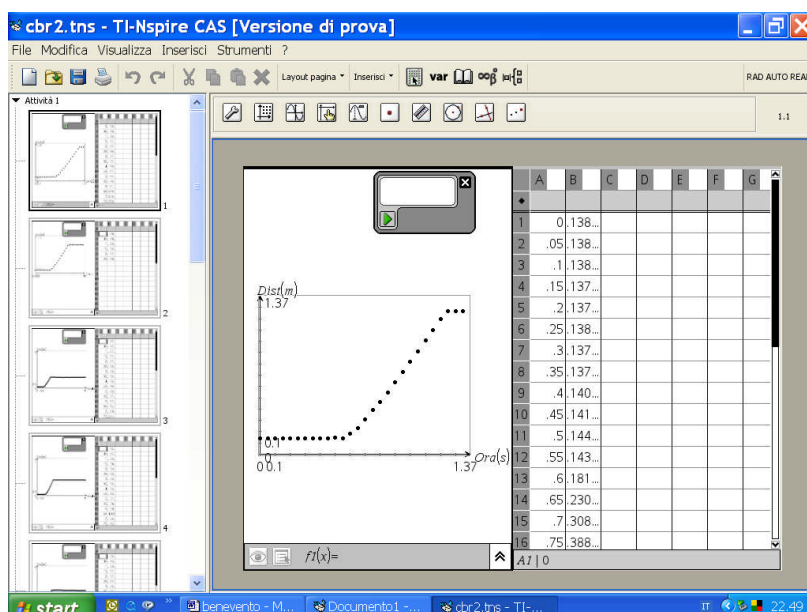 cbr2.tns - TI-Nspire CAS [Versione di prova]
File Modifica Visualizza Inserisci Strumenti ?
Layout pagina Inserisci var RAD AUTO REAL
Attività 1
1.1
1
2
3
4
Dist(m)
1.37
0.1
0
0 0.1
1.37
Ora(s)
f1(x)=
A B C D E F G
1 0 .138...
2 .05 .138...
3 .1 .138...
4 .15 .137...
5 .2 .137...
6 .25 .138...
7 .3 .137...
8 .35 .137...
9 .4 .140...
10 .45 .141...
11 .5 .144...
12 .55 .143...
13 .6 .181...
14 .65 .230...
15 .7 .308...
16 .75 .388...
A1 | 0
start benevento - M... Documento1 -... cbr2.tns - TI-... IT 22.49